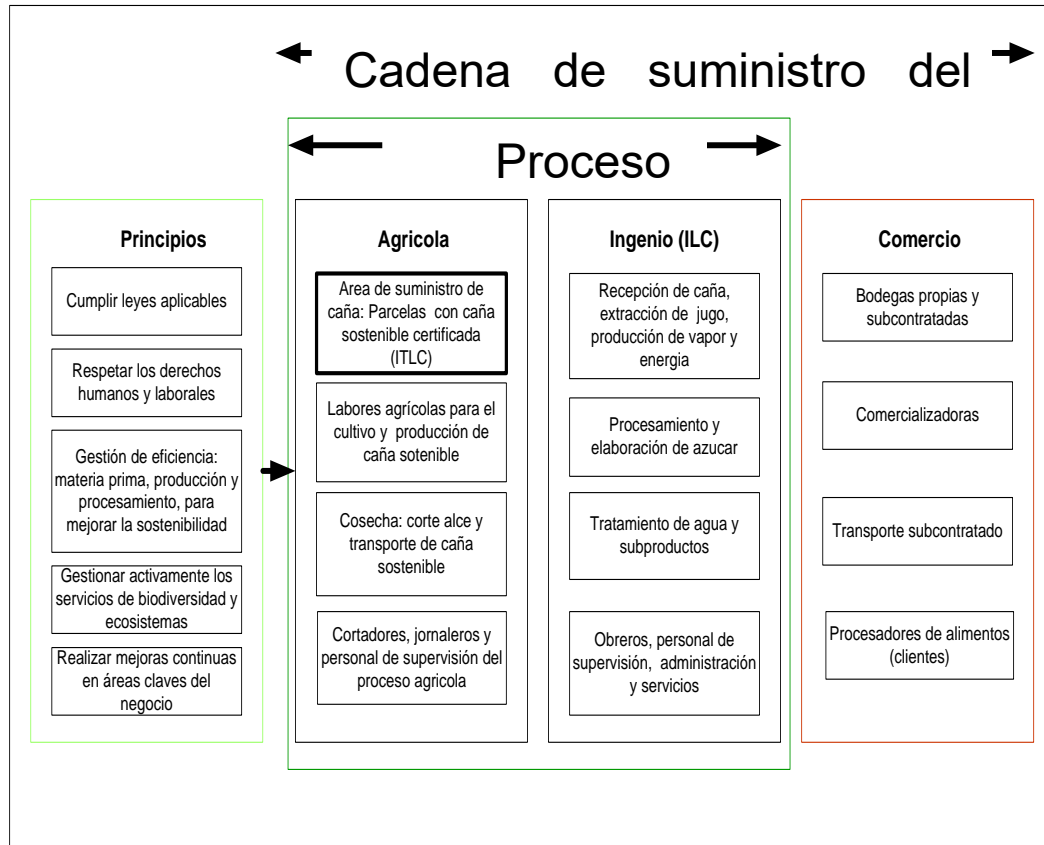 Cadena de suministro del
Proceso
Principios
Cumplir leyes aplicables
Respetar los derechos
humanos y laborales
Gestión de eficiencia:
materia prima, producción y
procesamiento, para
mejorar la sostenibilidad
Gestionar activamente los
servicios de biodiversidad y
ecosistemas
Realizar mejoras continuas
en áreas claves del
negocio
Agricola
Area de suministro de
caña: Parcelas con caña
sostenible certificada
(ITLC)
Labores agrícolas para el
cultivo y producción de
caña sotenible
Cosecha: corte alce y
transporte de caña
sostenible
Cortadores, jornaleros y
personal de supervisión del
proceso agricola
Ingenio (ILC)
Recepción de caña,
extracción de jugo,
producción de vapor y
energia
Procesamiento y
elaboración de azucar
Tratamiento de agua y
subproductos
Obreros, personal de
supervisión, administración
y servicios
Comercio
Bodegas propias y
subcontratadas
Comercializadoras
Transporte subcontratado
Procesadores de alimentos
(clientes)